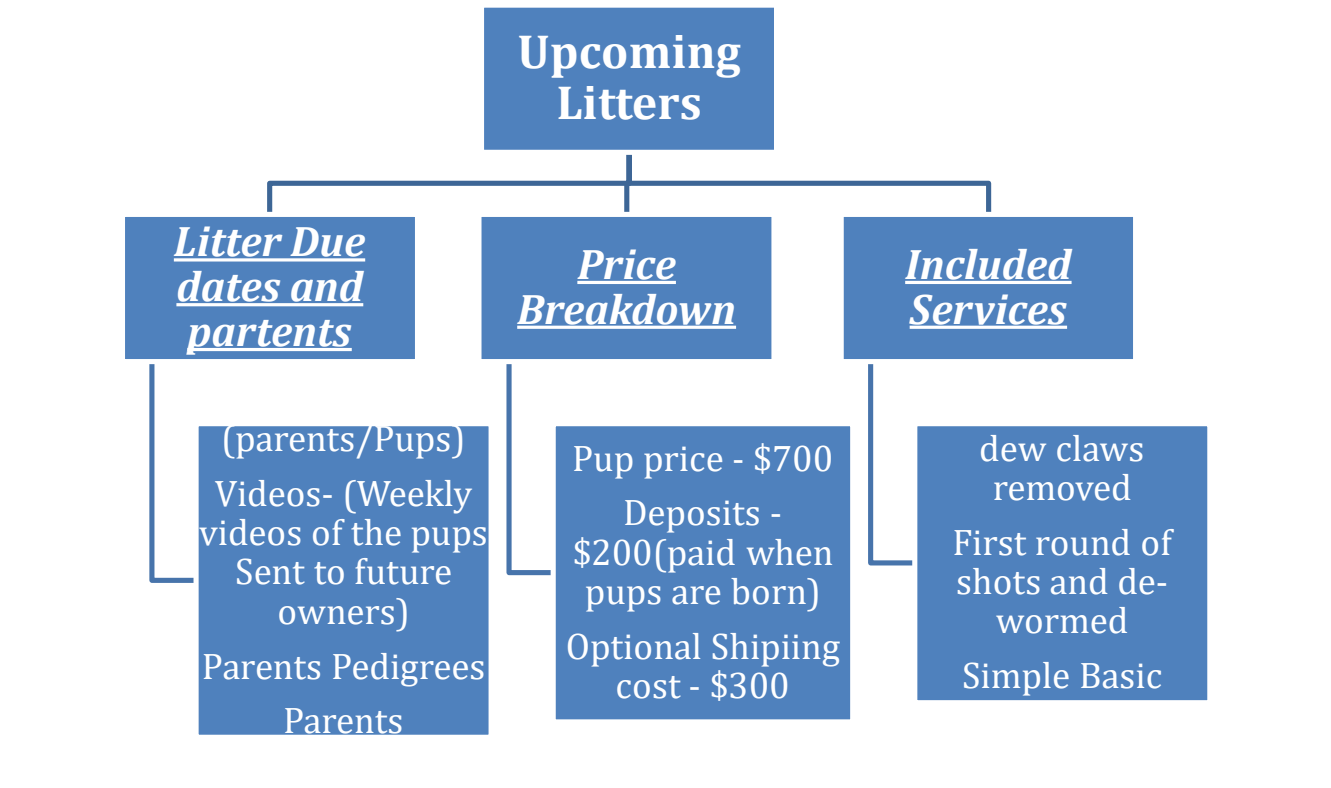 Upcoming
Litters
Litter Due
dates and
partents
Price
Breakdown
Included
Services
(parents/Pups)
Videos- (Weekly
videos of the pups
Sent to future
owners)
Parents Pedigrees
Parents
Pup price - $700
Deposits -
$200(paid when
pups are born)
Optional Shipiing
cost - $300
dew claws
removed
First round of
shots and de-
wormed
Simple Basic